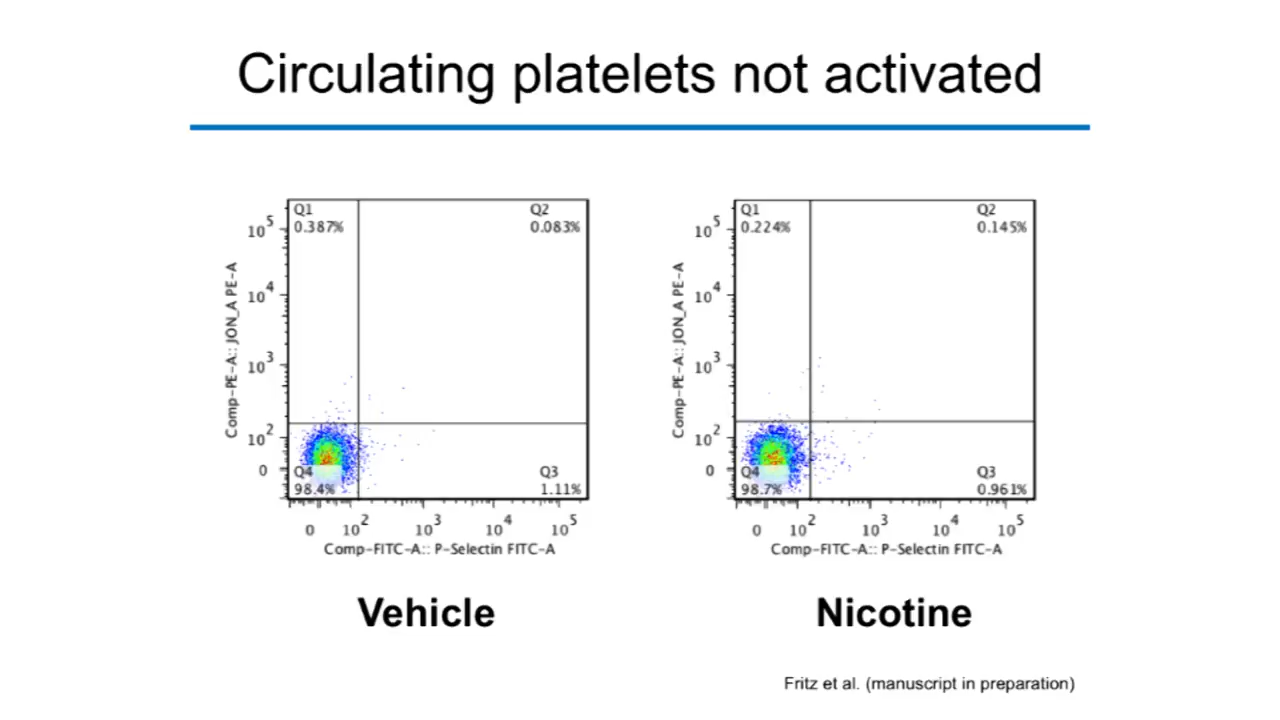 Circulating platelets not activated
Q1
0.387%
Q2
0.083%
10^5
10^4
10^3
10^2
0
Comp-PE-A:: JON_A PE-A
Q4
98.4%
Q3
1.11%
0 10^2 10^3 10^4 10^5
Comp-FITC-A:: P-Selectin FITC-A
Vehicle
Q1
0.224%
Q2
0.145%
10^5
10^4
10^3
10^2
0
Comp-PE-A:: JON_A PE-A
Q4
98.7%
Q3
0.961%
0 10^2 10^3 10^4 10^5
Comp-FITC-A:: P-Selectin FITC-A
Nicotine
Fritz et al. (manuscript in preparation)